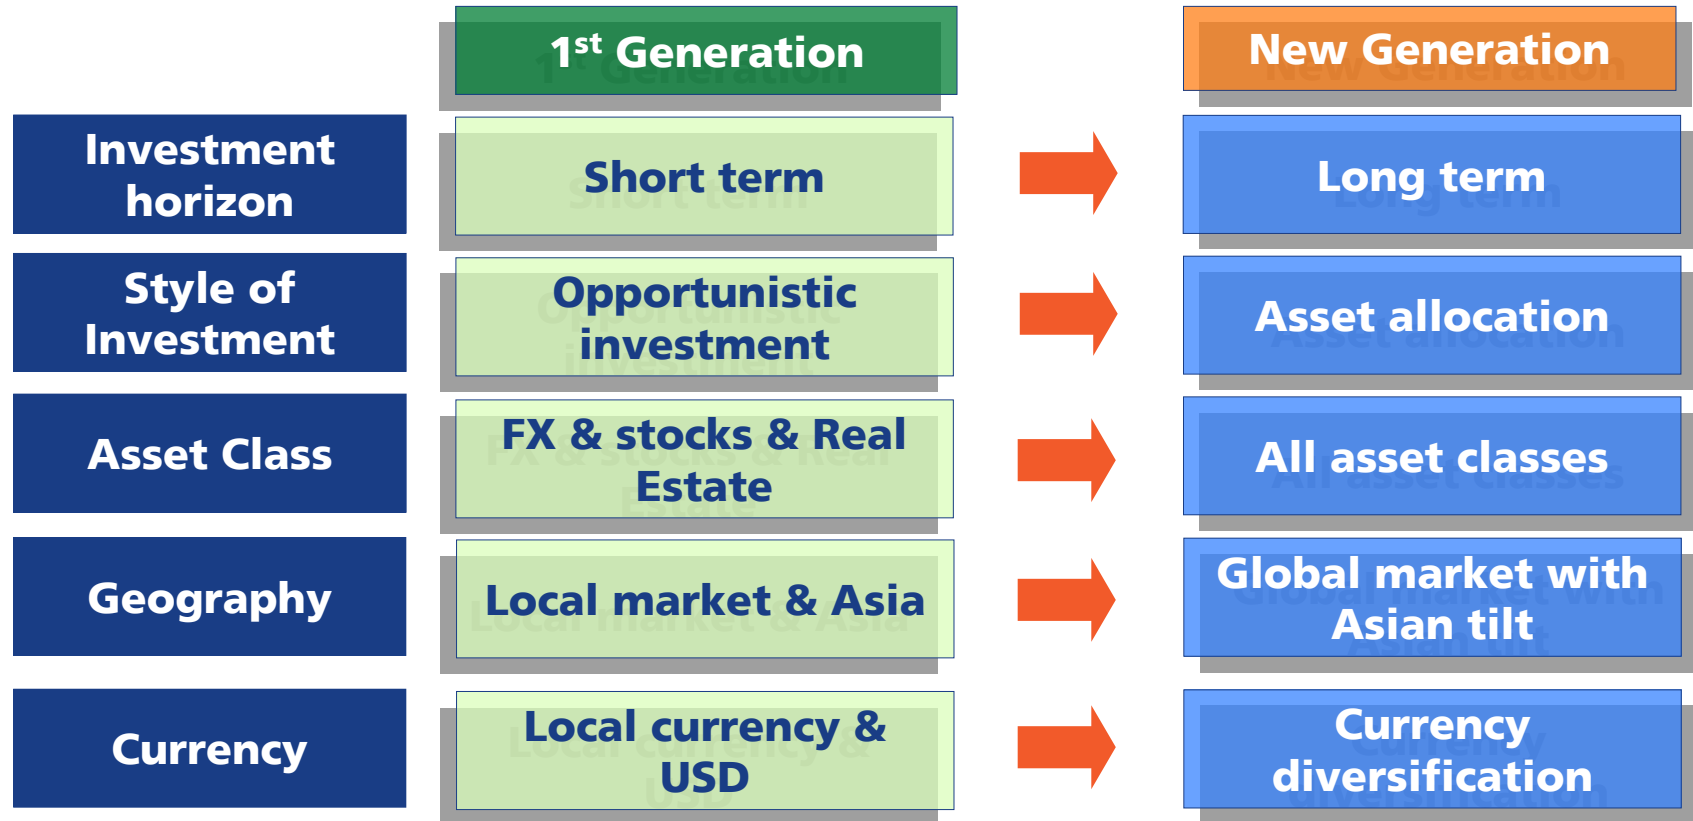 1st Generation
New Generation
Investment
horizon
Short term
Long term
Style of
Investment
Opportunistic
investment
Asset allocation
Asset Class
FX & stocks & Real
Estate
All asset classes
Geography
Local market & Asia
Global market with
Asian tilt
Currency
Local currency &
USD
Currency
diversification